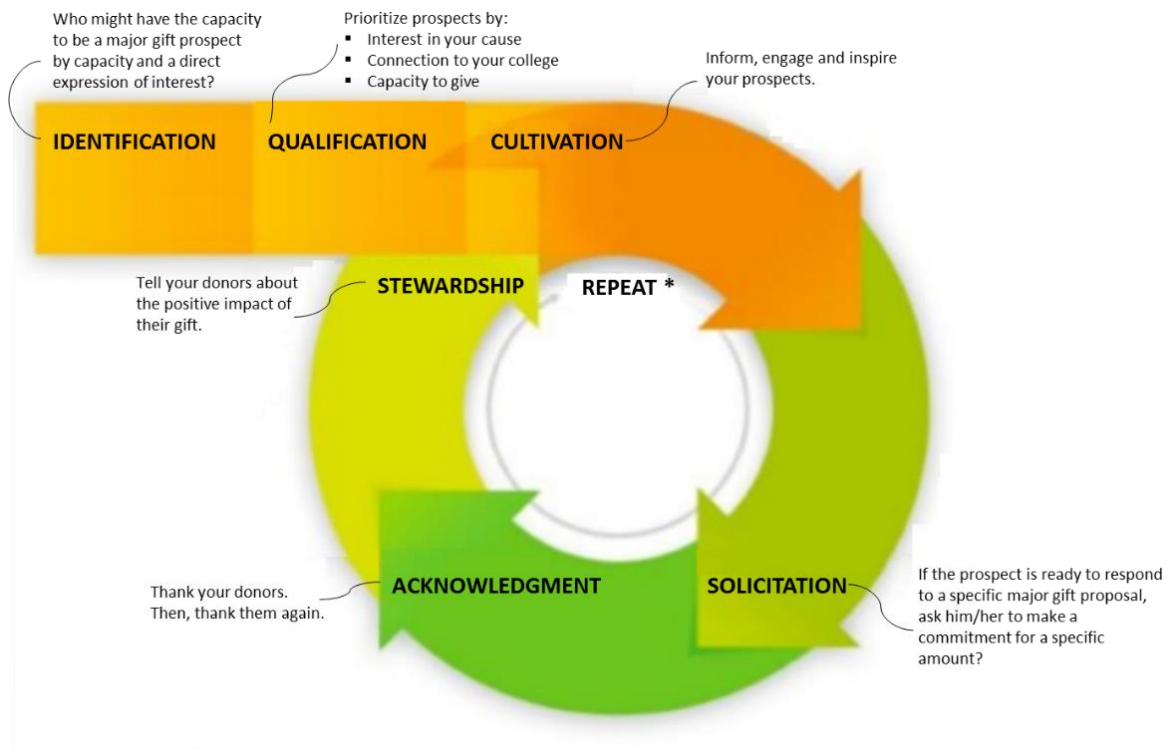 Who might have the capacity
to be a major gift prospect
by capacity and a direct
expression of interest?
Prioritize prospects by:
▪ Interest in your cause
▪ Connection to your college
▪ Capacity to give
Inform, engage and inspire
your prospects.
IDENTIFICATION
QUALIFICATION
CULTIVATION
Tell your donors about
the positive impact of
their gift.
STEWARDSHIP
REPEAT *
Thank your donors.
Then, thank them again.
ACKNOWLEDGMENT
SOLICITATION
If the prospect is ready to respond
to a specific major gift proposal,
ask him/her to make a
commitment for a specific
amount?